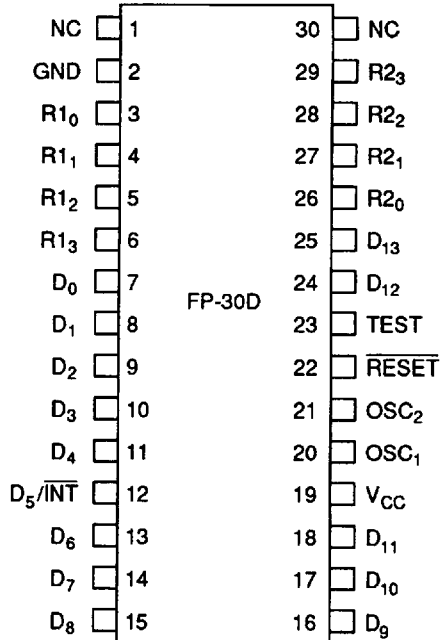 NC 1 30 NC
GND 2 29 R2₃
R1₀ 3 28 R2₂
R1₁ 4 27 R2₁
R1₂ 5 26 R2₀
R1₃ 6 25 D₁₃
D₀ 7 24 D₁₂
FP-30D
D₁ 8 23 TEST
D₂ 9 22 R̅E̅S̅E̅T̅
D₃ 10 21 OSC₂
D₄ 11 20 OSC₁
D₅/I̅N̅T̅ 12 19 V_CC
D₆ 13 18 D₁₁
D₇ 14 17 D₁₀
D₈ 15 16 D₉